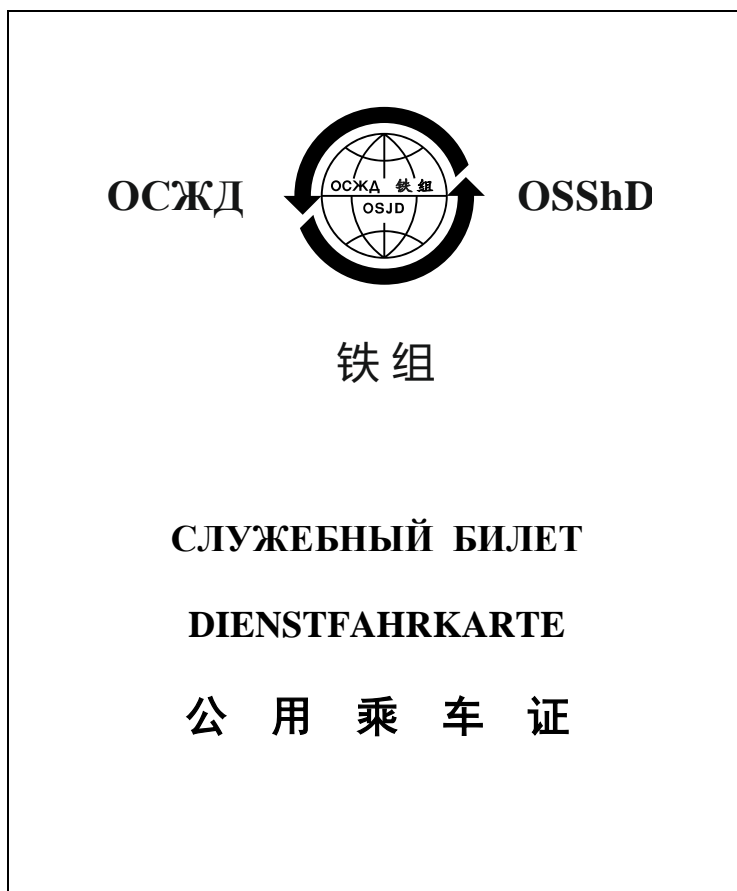 ОСЖД
ОСЖД 铁组
OSJD
OSShD
铁组
СЛУЖЕБНЫЙ БИЛЕТ
DIENSTFAHRKARTE
公用乘车证